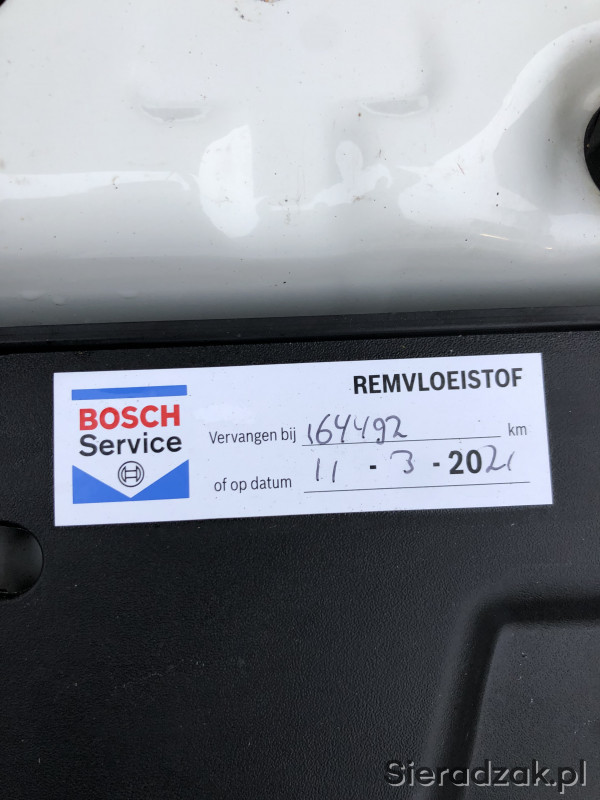 REMVLOEISTOF
BOSCH
Service
Vervangen bij 164492 km
of op datum 11 - 3 - 2021
Sieradzak.pl